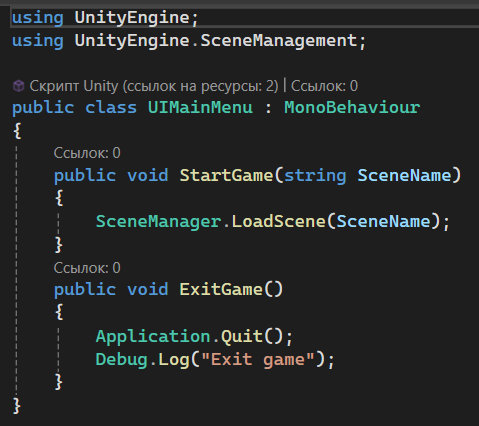 using UnityEngine;
using UnityEngine.SceneManagement;
Скрипт Unity (ссылок на ресурсы: 2) | Ссылок: 0
public class UIMainMenu : MonoBehaviour
{
Ссылок: 0
public void StartGame(string SceneName)
{
SceneManager.LoadScene(SceneName);
}
Ссылок: 0
public void ExitGame()
{
Application.Quit();
Debug.Log("Exit game");
}
}